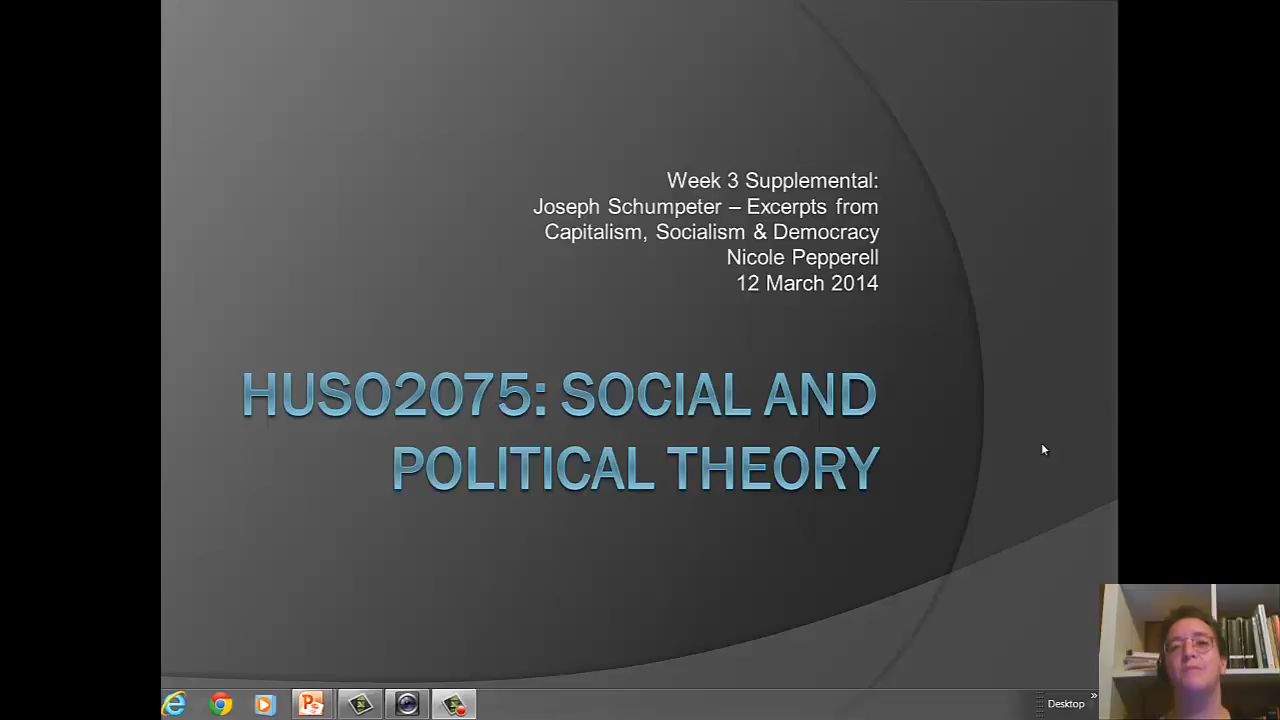 Week 3 Supplemental:
Joseph Schumpeter – Excerpts from
Capitalism, Socialism & Democracy
Nicole Pepperell
12 March 2014
HUSO2075: SOCIAL AND
POLITICAL THEORY
Desktop